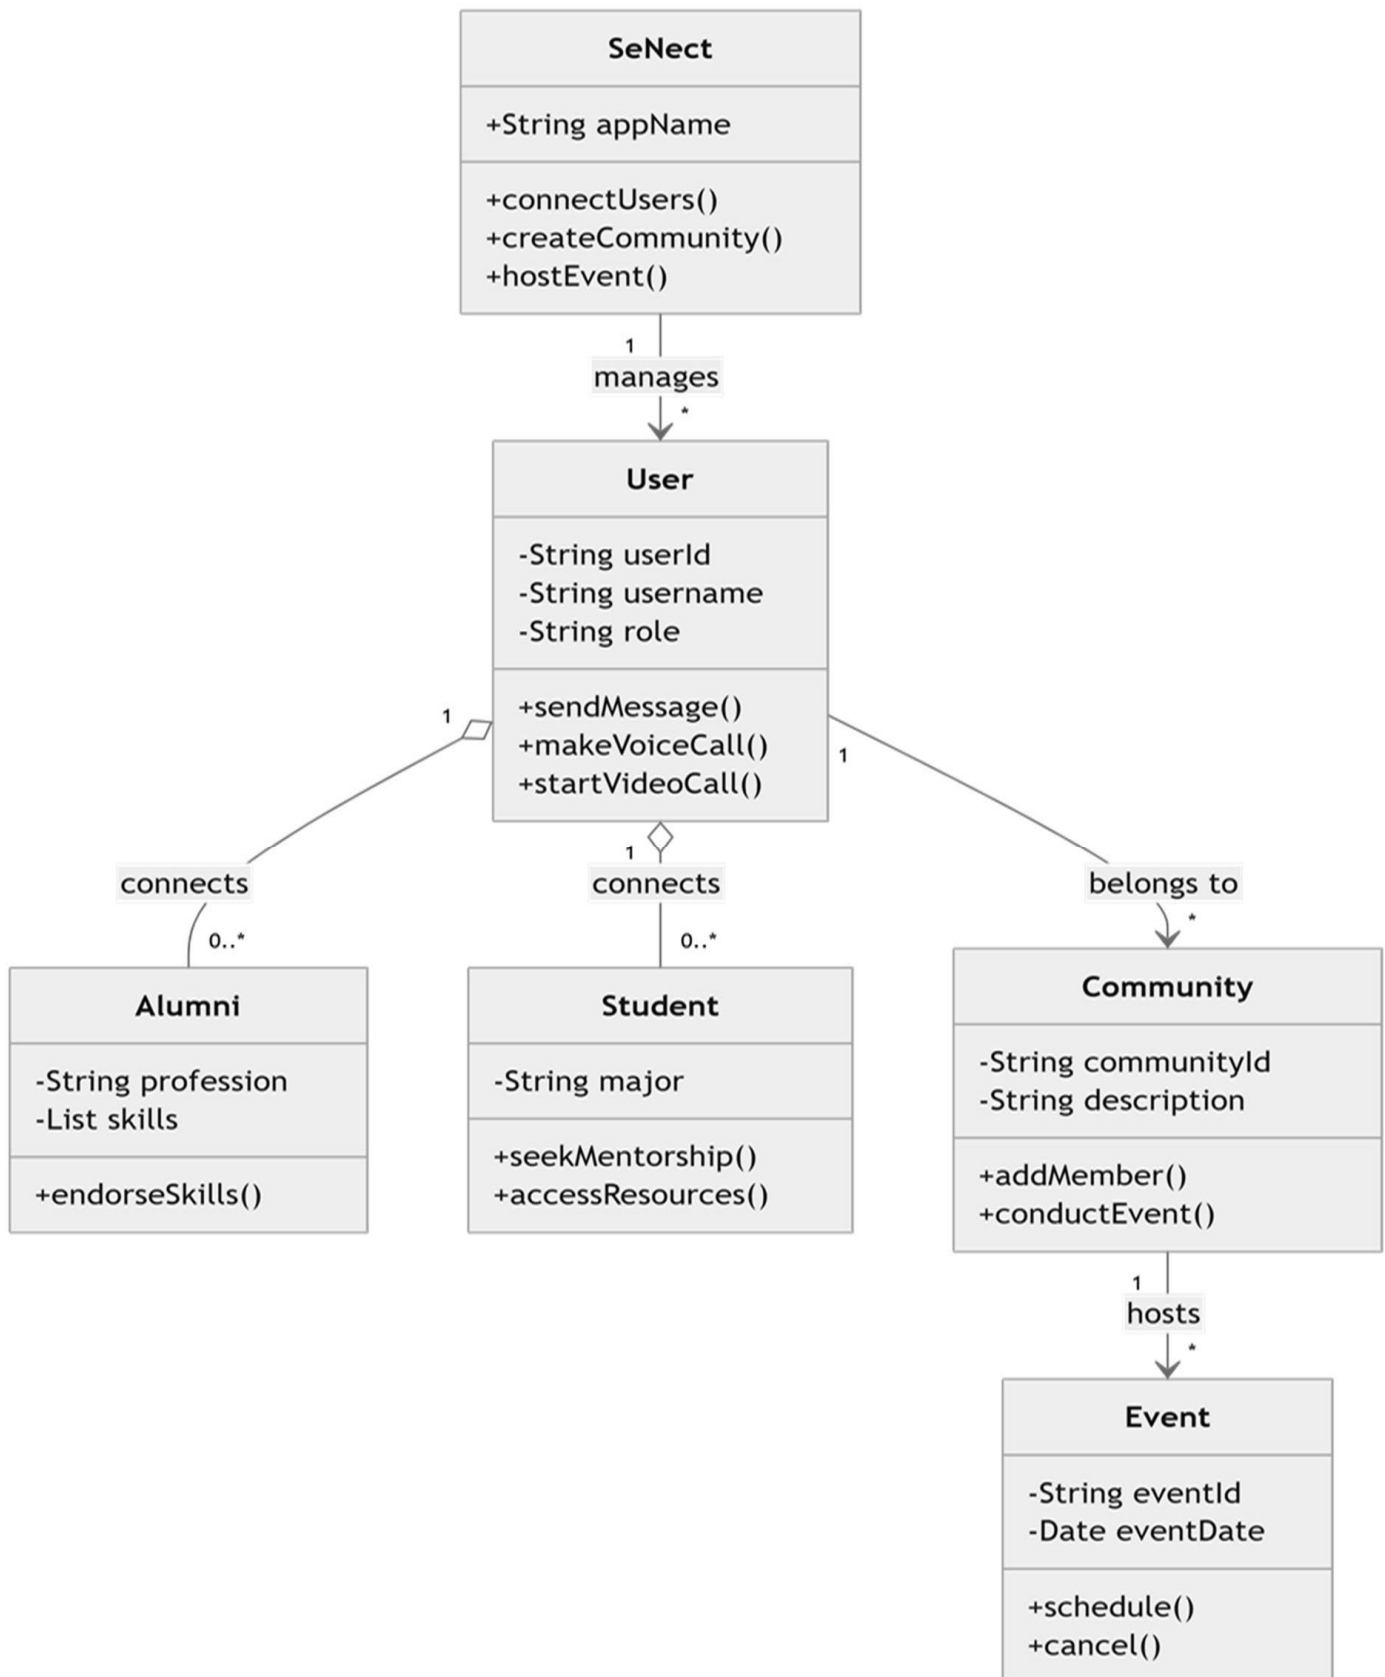 SeNect
+String appName
+connectUsers()
+createCommunity()
+hostEvent()
1
manages
*
User
-String userId
-String username
-String role
+sendMessage()
+makeVoiceCall()
+startVideoCall()
1
1
1
connects
connects
belongs to
0..*
0..*
*
Alumni
-String profession
-List skills
+endorseSkills()
Student
-String major
+seekMentorship()
+accessResources()
Community
-String communityId
-String description
+addMember()
+conductEvent()
1
hosts
*
Event
-String eventId
-Date eventDate
+schedule()
+cancel()